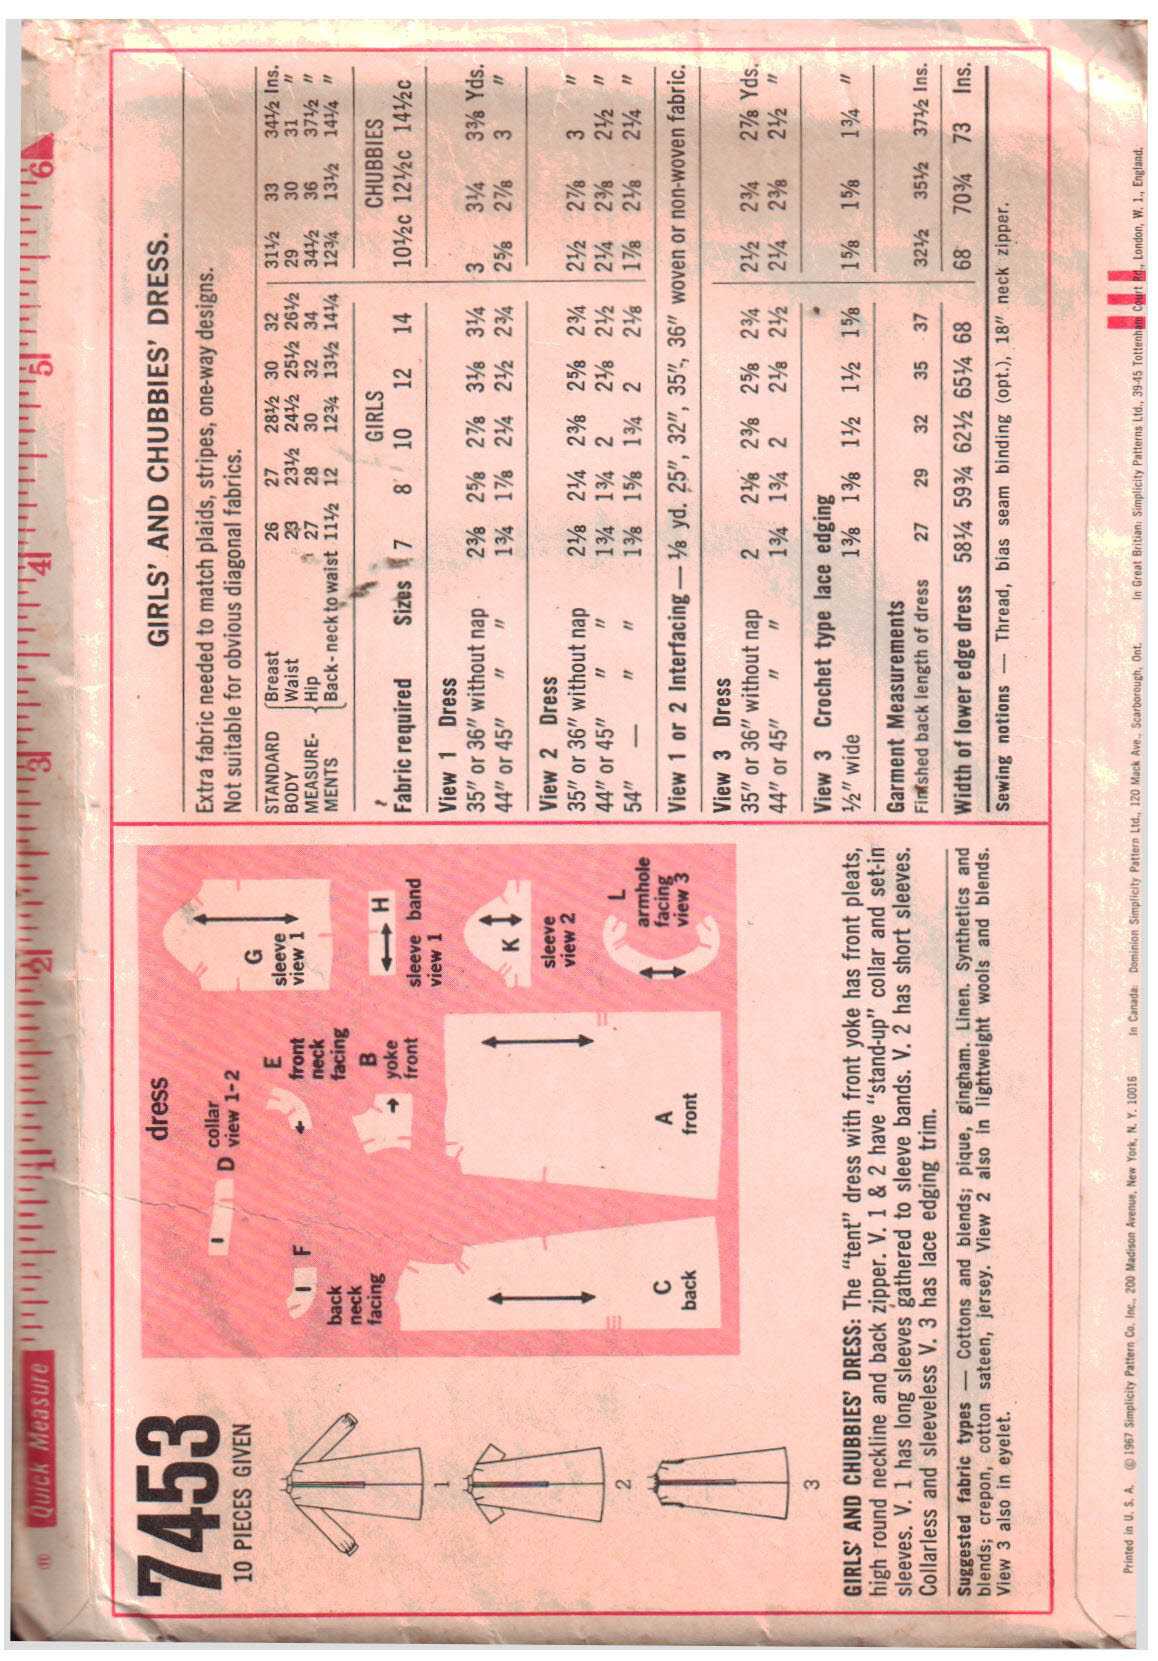 ® Quick Measure 1 2 3 4 5 6
7453
10 PIECES GIVEN
1
2
3
dress
D collar
view 1-2
F
back
neck
facing
E
front
neck
facing
B
yoke
front
G
sleeve
view 1
H
sleeve band
view 1
K
sleeve
view 2
L
armhole
facing
view 3
A
front
C
back
GIRLS' AND CHUBBIES' DRESS: The "tent" dress with front yoke has front pleats,
high round neckline and back zipper. V. 1 & 2 have "stand-up" collar and set-in
sleeves. V. 1 has long sleeves gathered to sleeve bands. V. 2 has short sleeves.
Collarless and sleeveless V. 3 has lace edging trim.
Suggested fabric types — Cottons and blends; pique, gingham. Linen. Synthetics and
blends; crepon, cotton sateen, jersey. View 2 also in lightweight wools and blends.
View 3 also in eyelet.
GIRLS' AND CHUBBIES' DRESS.
Extra fabric needed to match plaids, stripes, one-way designs.
Not suitable for obvious diagonal fabrics.
STANDARD Breast 26 27 28½ 30 32 31½ 33 34½ Ins.
BODY Waist 23 23½ 24½ 25½ 26½ 29 30 31 "
MEASURE- Hip 27 28 30 32 34 34½ 36 37½ "
MENTS Back-neck to waist 11½ 12 12¾ 13½ 14¼ 12¾ 13½ 14¼ "
GIRLS CHUBBIES
Fabric required Sizes 7 8 10 12 14 10½c 12½c 14½c
View 1 Dress
35" or 36" without nap 2⅜ 2⅝ 2⅞ 3⅛ 3¼ 3 3¼ 3⅜ Yds.
44" or 45" " " 1¾ 1⅞ 2¼ 2½ 2¾ 2⅝ 2⅞ 3 "
View 2 Dress
35" or 36" without nap 2⅛ 2¼ 2⅜ 2⅝ 2¾ 2½ 2⅞ 3 "
44" or 45" " " 1¾ 1¾ 2 2⅛ 2½ 2¼ 2⅜ 2½ "
54" — " 1⅜ 1⅝ 1¾ 2 2⅛ 1⅞ 2⅛ 2¼ "
View 1 or 2 Interfacing — ⅛ yd. 25", 32", 35", 36" woven or non-woven fabric.
View 3 Dress
35" or 36" without nap 2 2⅛ 2⅜ 2⅝ 2¾ 2½ 2¾ 2⅞ Yds.
44" or 45" " " 1¾ 1¾ 2 2⅛ 2½ 2¼ 2⅜ 2½ "
View 3 Crochet type lace edging
½" wide 1⅜ 1⅜ 1½ 1½ 1⅝ 1⅝ 1⅝ 1¾ "
Garment Measurements
Finished back length of dress 27 29 32 35 37 32½ 35½ 37½ Ins.
Width of lower edge dress 58¼ 59¾ 62½ 65¼ 68 68 70¾ 73 Ins.
Sewing notions — Thread, bias seam binding (opt.), 18" neck zipper.
Printed in U. S. A. © 1967 Simplicity Pattern Co. Inc., 200 Madison Avenue, New York, N. Y. 10016 In Canada: Dominion Simplicity Pattern Ltd., 120 Mack Ave., Scarborough, Ont. In Great Britian: Simplicity Patterns Ltd., 39-45 Tottenham Court Rd., London, W. 1., England.